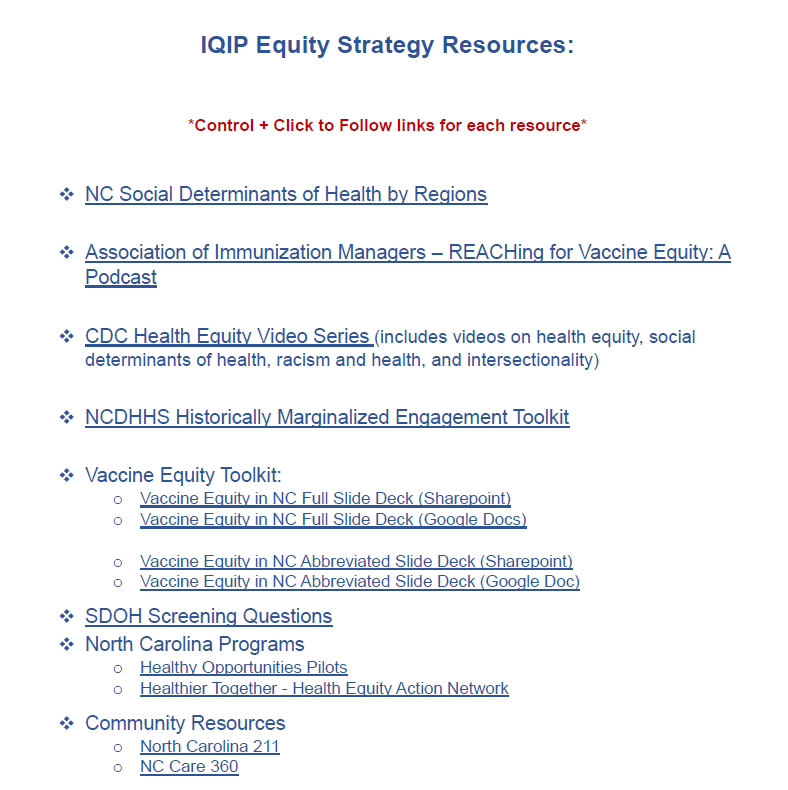 IQIP Equity Strategy Resources:
*Control + Click to Follow links for each resource*
❖ NC Social Determinants of Health by Regions
❖ Association of Immunization Managers – REACHing for Vaccine Equity: A
Podcast
❖ CDC Health Equity Video Series (includes videos on health equity, social
determinants of health, racism and health, and intersectionality)
❖ NCDHHS Historically Marginalized Engagement Toolkit
❖ Vaccine Equity Toolkit:
o Vaccine Equity in NC Full Slide Deck (Sharepoint)
o Vaccine Equity in NC Full Slide Deck (Google Docs)
o Vaccine Equity in NC Abbreviated Slide Deck (Sharepoint)
o Vaccine Equity in NC Abbreviated Slide Deck (Google Doc)
❖ SDOH Screening Questions
❖ North Carolina Programs
o Healthy Opportunities Pilots
o Healthier Together - Health Equity Action Network
❖ Community Resources
o North Carolina 211
o NC Care 360